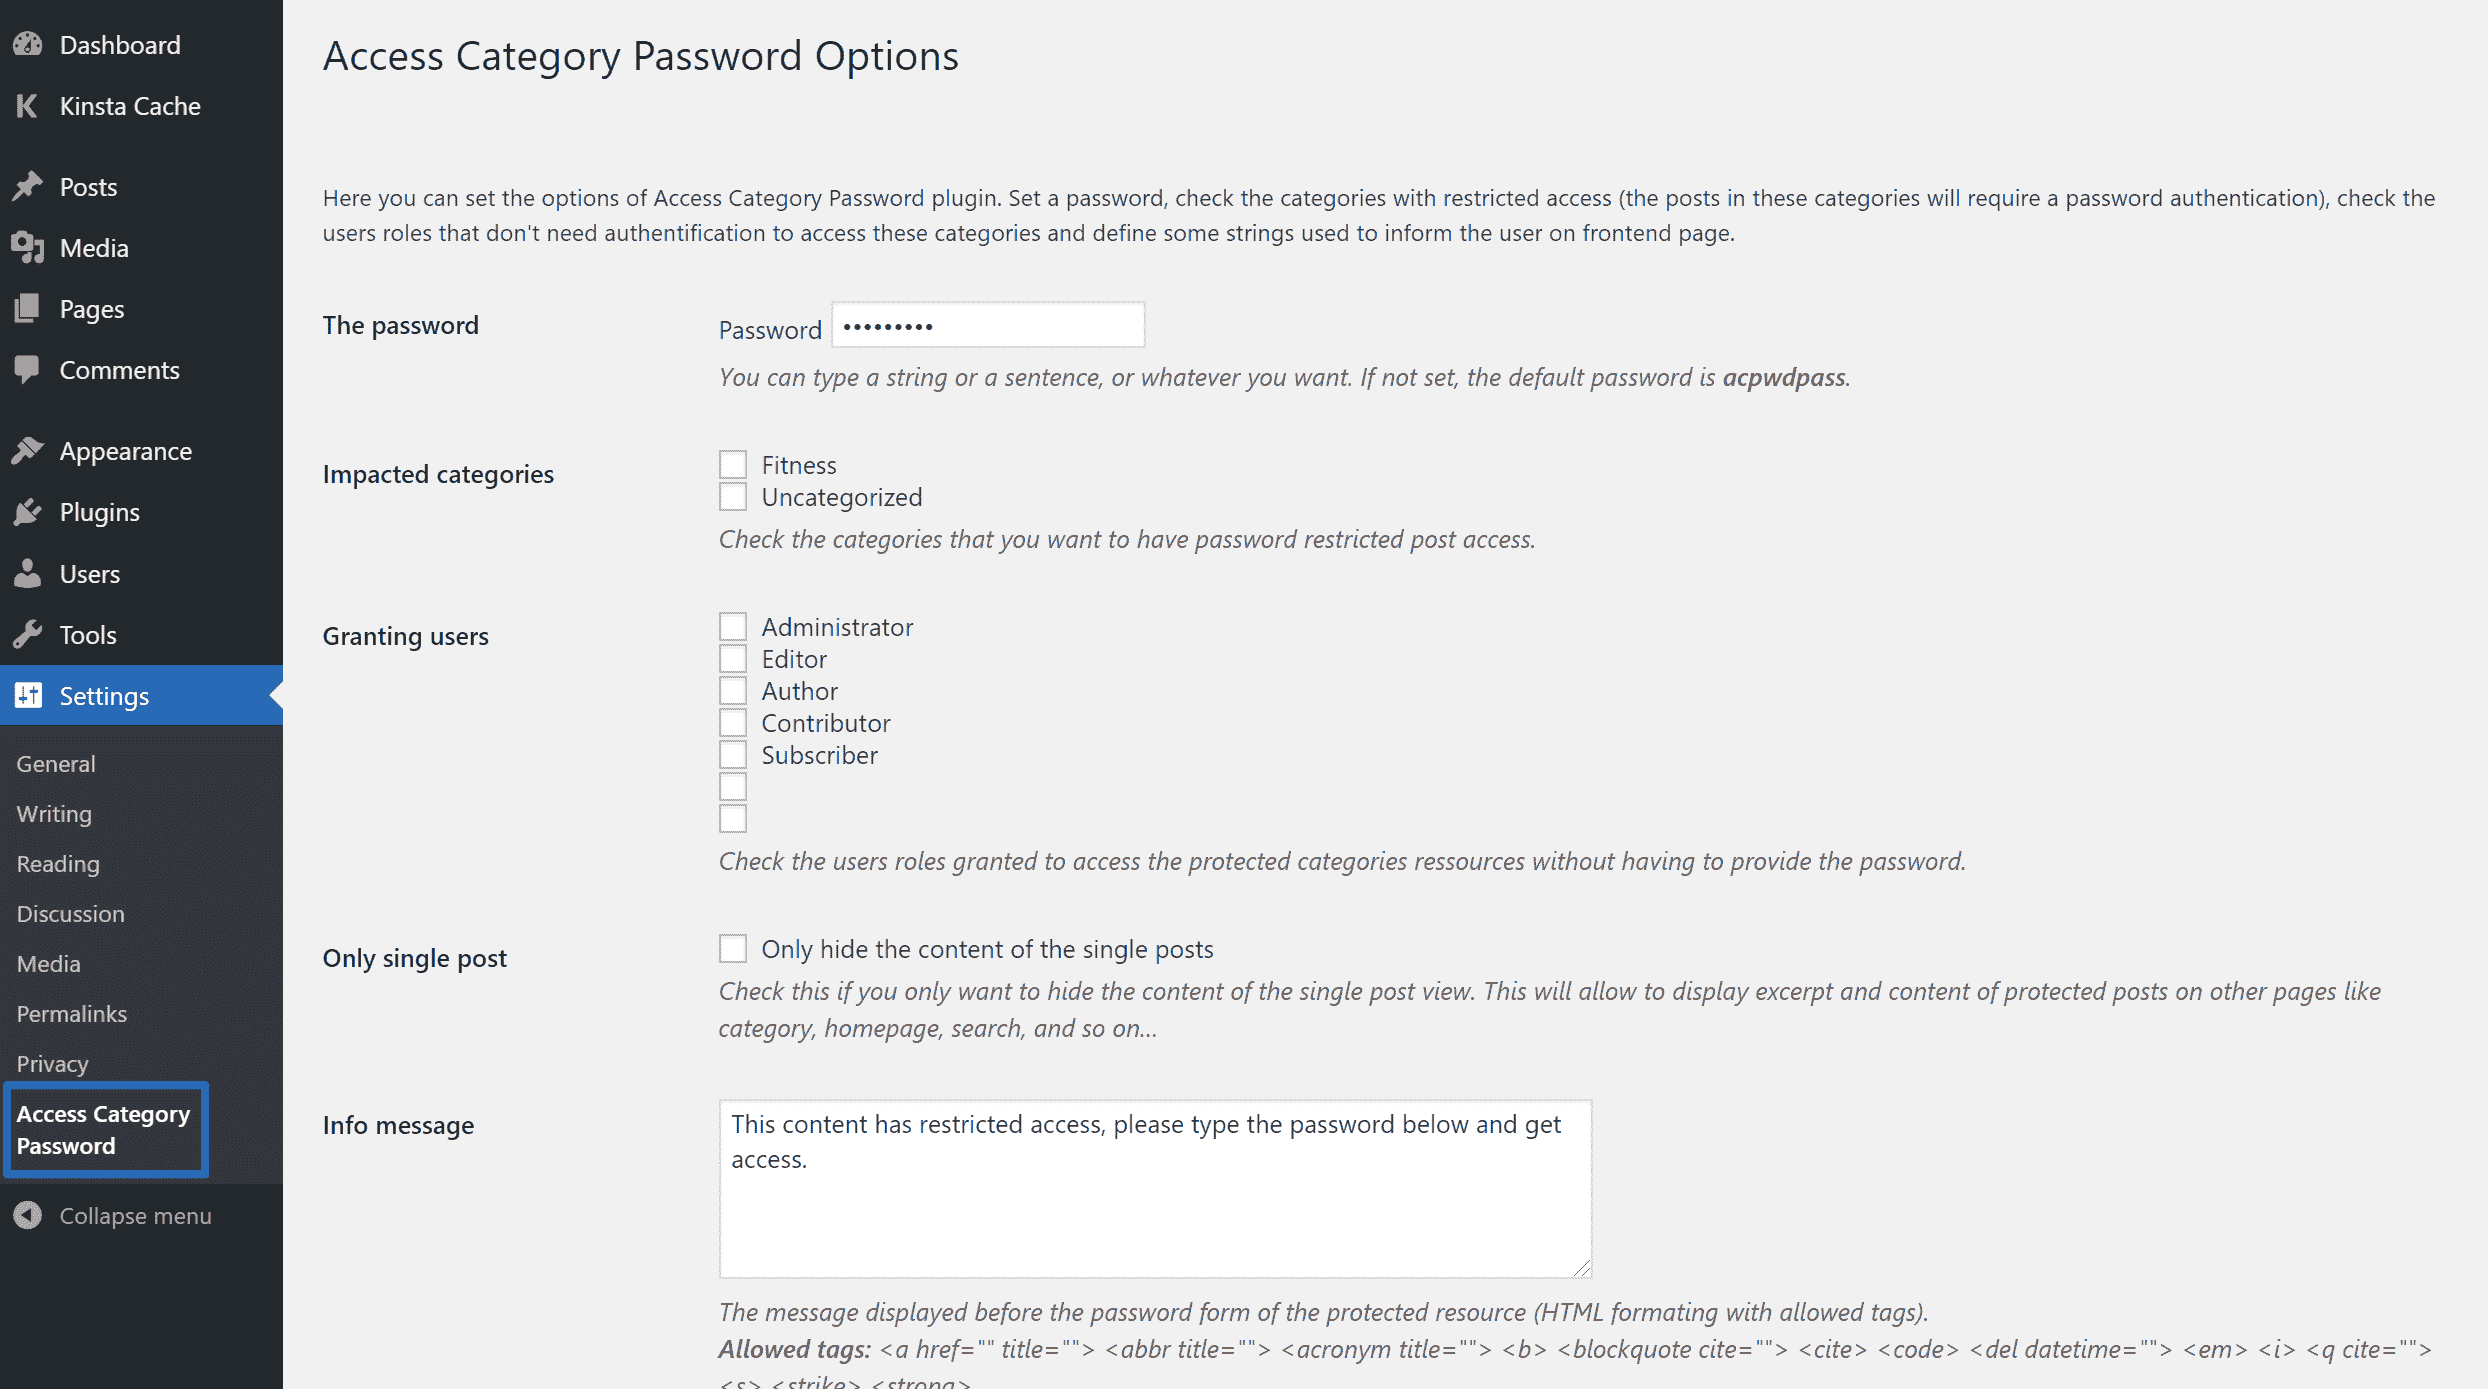 Dashboard
Kinsta Cache
Posts
Media
Pages
Comments
Appearance
Plugins
Users
Tools
Settings
General
Writing
Reading
Discussion
Media
Permalinks
Privacy
Access Category
Password
Collapse menu
Access Category Password Options
Here you can set the options of Access Category Password plugin. Set a password, check the categories with restricted access (the posts in these categories will require a password authentication), check the
users roles that don't need authentification to access these categories and define some strings used to inform the user on frontend page.
The password
Password •••••••••
You can type a string or a sentence, or whatever you want. If not set, the default password is acpwdpass.
Impacted categories
Fitness
Uncategorized
Check the categories that you want to have password restricted post access.
Granting users
Administrator
Editor
Author
Contributor
Subscriber
Check the users roles granted to access the protected categories ressources without having to provide the password.
Only single post
Only hide the content of the single posts
Check this if you only want to hide the content of the single post view. This will allow to display excerpt and content of protected posts on other pages like
category, homepage, search, and so on...
Info message
This content has restricted access, please type the password below and get
access.
The message displayed before the password form of the protected resource (HTML formating with allowed tags).
Allowed tags: <a href="" title=""> <abbr title=""> <acronym title=""> <b> <blockquote cite=""> <cite> <code> <del datetime=""> <em> <i> <q cite="">
<s> <strike> <strong>